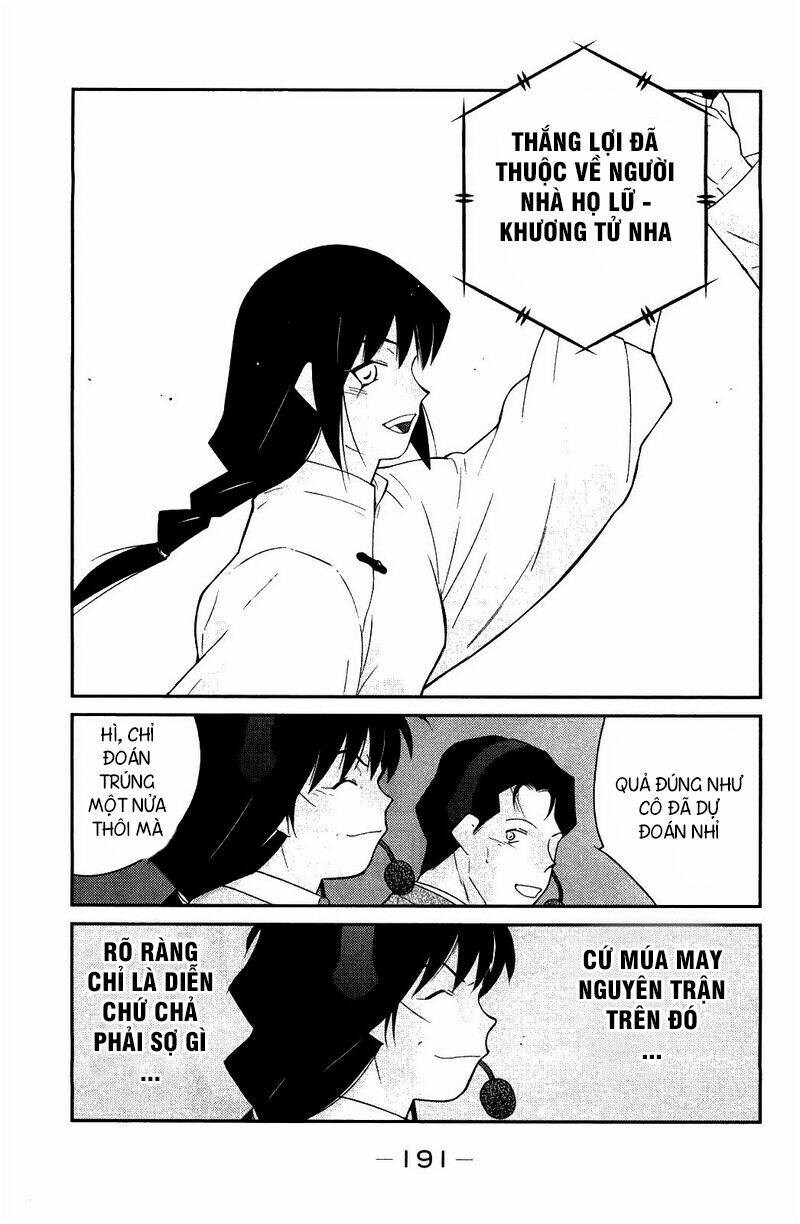 THẮNG LỢI ĐÃ
THUỘC VỀ NGƯỜI
NHÀ HỌ LỮ -
KHƯƠNG TỬ NHA
QUẢ ĐÚNG NHƯ
CÔ ĐÃ DỰ
ĐOÁN NHỈ
HÌ, CHỈ
ĐOÁN
TRÚNG
MỘT NỬA
THÔI MÀ
CỨ MÚA MAY
NGUYÊN TRẬN
TRÊN ĐÓ
...
RÕ RÀNG
CHỈ LÀ DIỄN
CHỨ CHẢ
PHẢI SỢ GÌ
...
— 191 —